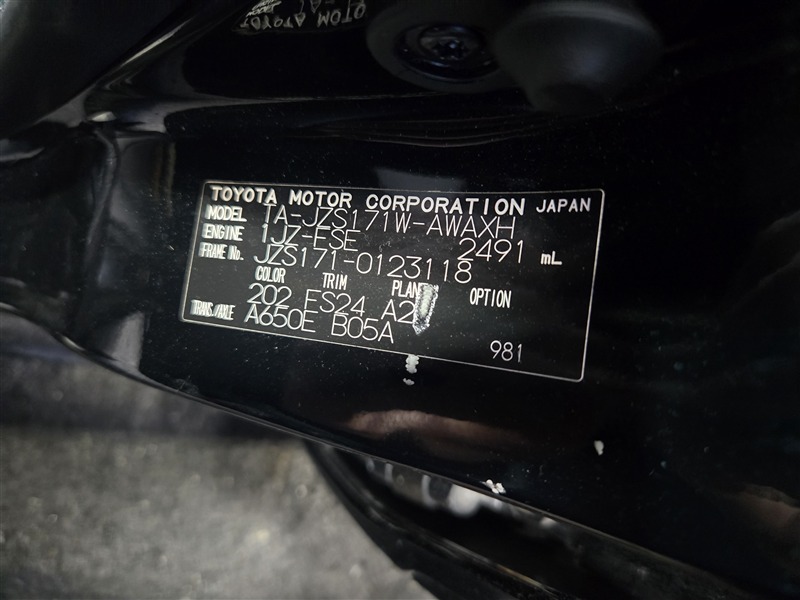 TOYOTA MOTOR CORPORATION JAPAN
MODEL TA-JZS171W-AWAXH
ENGINE 1JZ-FSE 2491 mL
FRAME No. JZS171-0123118
COLOR TRIM PLANT OPTION
202 FS24 A2
TRANS./AXLE A650E B05A
981